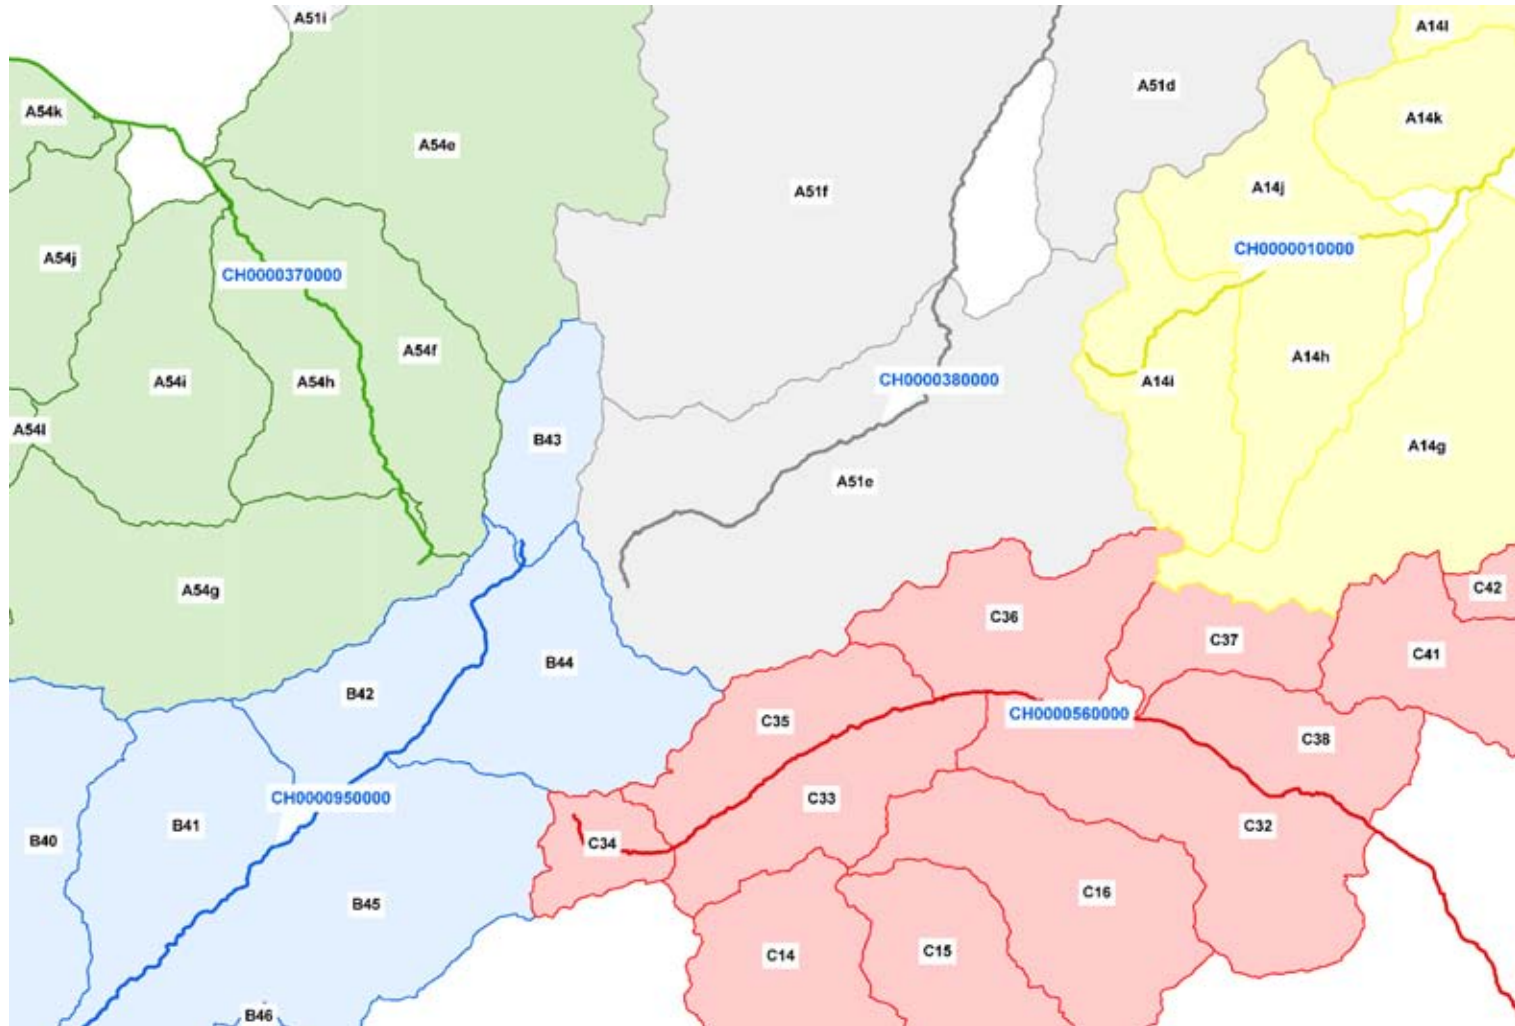 A51i
A14l
A51d
A54k
A14k
A54e
A51f
A14j
A54j
CH0000010000
CH0000370000
A54f
A14h
A54i
A54h
CH0000380000
A14i
A54l
B43
A14g
A51e
A54g
C42
C36
C37
C41
B44
B42
CH0000560000
C35
C38
CH0000950000
C33
B41
C32
B40
C34
C16
B45
C15
C14
B46